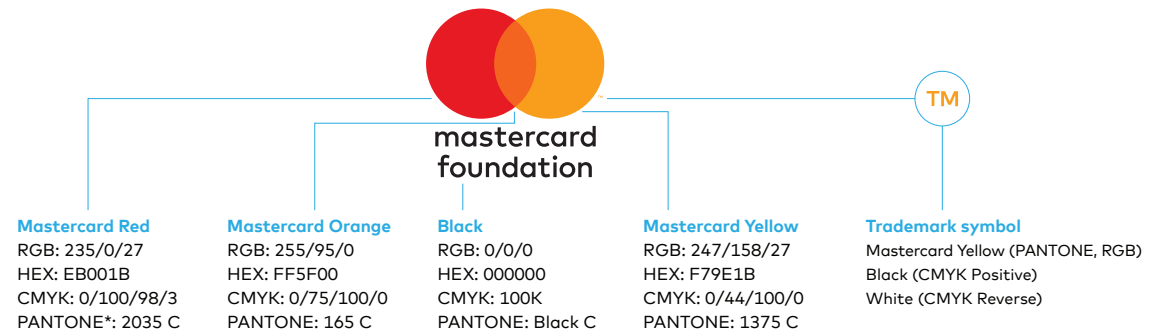 TM
mastercard
foundation
Mastercard Red
RGB: 235/0/27
HEX: EB001B
CMYK: 0/100/98/3
PANTONE*: 2035 C
Mastercard Orange
RGB: 255/95/0
HEX: FF5F00
CMYK: 0/75/100/0
PANTONE: 165 C
Black
RGB: 0/0/0
HEX: 000000
CMYK: 100K
PANTONE: Black C
Mastercard Yellow
RGB: 247/158/27
HEX: F79E1B
CMYK: 0/44/100/0
PANTONE: 1375 C
Trademark symbol
Mastercard Yellow (PANTONE, RGB)
Black (CMYK Positive)
White (CMYK Reverse)